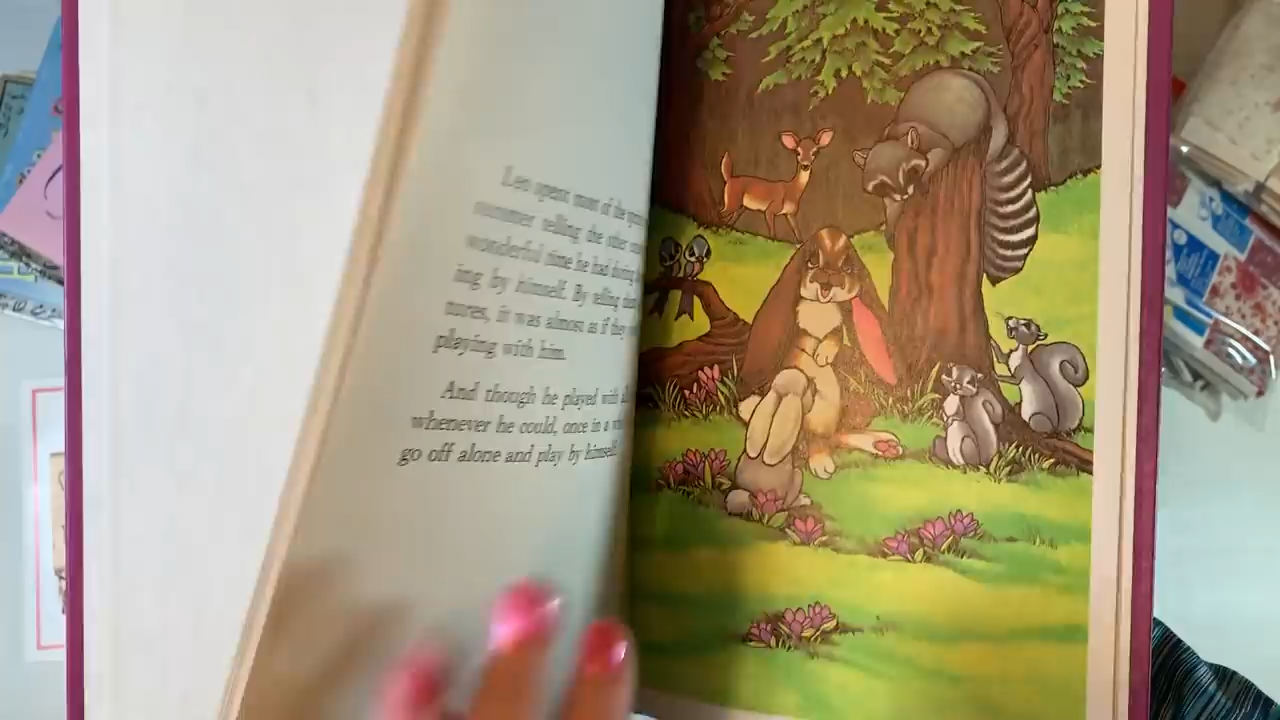 Leo spent most of the
summer telling the other
wonderful time he had during
ing by himself. By telling
tures, it was almost as if they
playing with him.
And though he played with
whenever he could, once in a
go off alone and play by himself